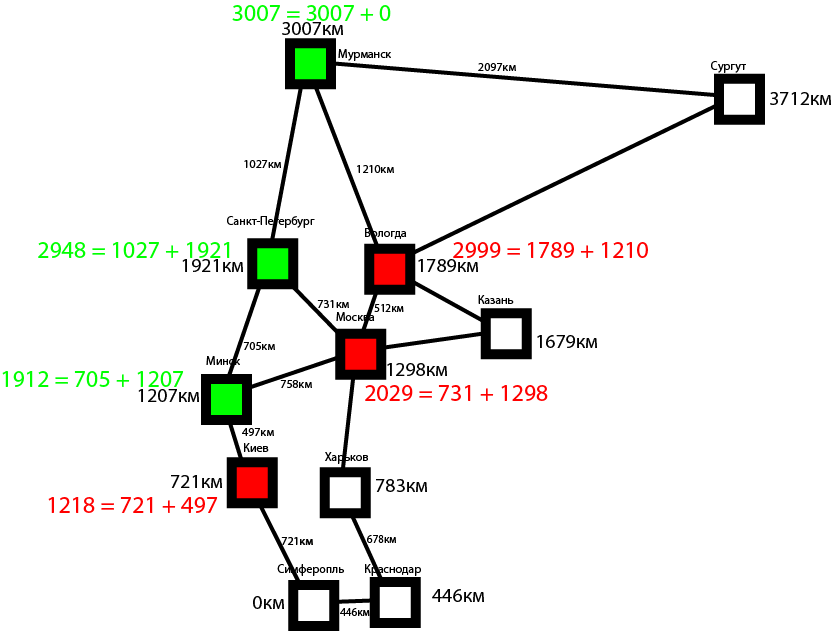 3007 = 3007 + 0
3007км
Мурманск
2097км
Сургут
3712км
1027км
1210км
Санкт-Петербург
Вологда
2948 = 1027 + 1921
1921км
1789км
2999 = 1789 + 1210
731км
512км
Казань
Москва
1679км
705км
Минск
758км
1298км
1912 = 705 + 1207
1207км
2029 = 731 + 1298
497км
Киев
Харьков
721км
783км
1218 = 721 + 497
721км
678км
Симферопль
Краснодар
0км
446км
446км